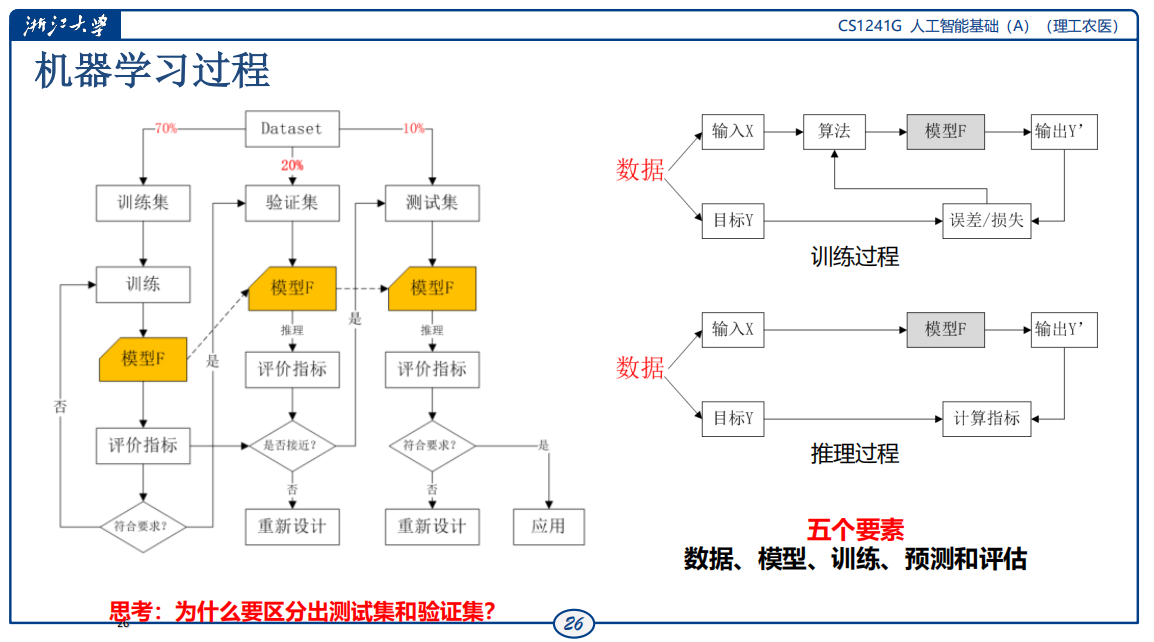 浙江大学
CS1241G 人工智能基础（A）（理工农医）
机器学习过程
Dataset
70%
20%
10%
训练集
验证集
测试集
训练
模型F
模型F
模型F
推理
推理
是
是
否
评价指标
评价指标
评价指标
是否接近?
符合要求?
是
符合要求?
否
否
重新设计
重新设计
应用
数据
输入X
算法
模型F
输出Y’
目标Y
误差/损失
训练过程
数据
输入X
模型F
输出Y’
目标Y
计算指标
推理过程
五个要素
数据、模型、训练、预测和评估
思考：为什么要区分出测试集和验证集？
26
26